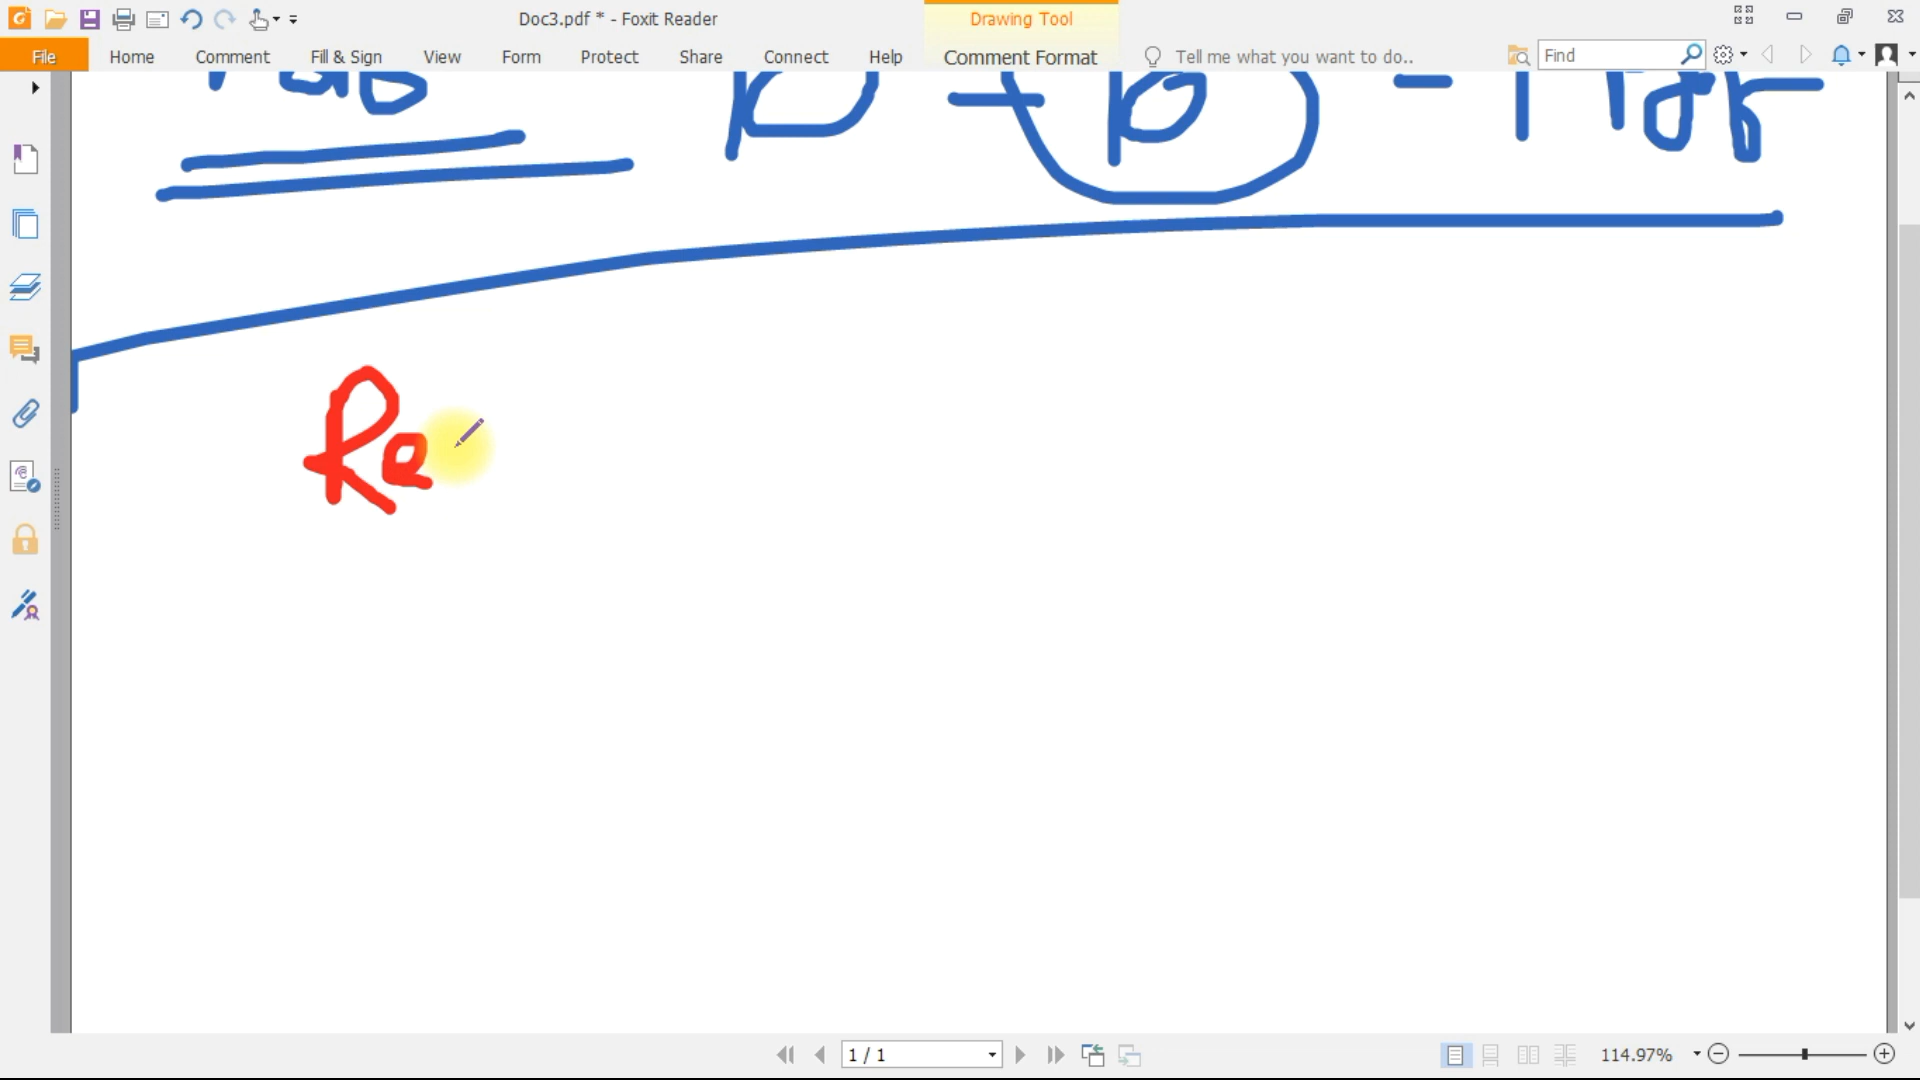 Doc3.pdf * - Foxit Reader
Drawing Tool
File Home Comment Fill & Sign View Form Protect Share Connect Help Comment Format Tell me what you want to do.. Find
Re
1 / 1
114.97%